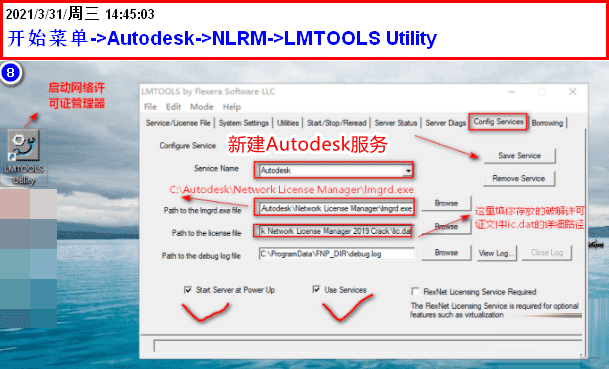 2021/3/31/周三 14:45:03
开始菜单->Autodesk->NLRM->LMTOOLS Utility
8
启动网络许
可证管理器
LMTOOLS
Utility
LMTOOLS by Flexera Software LLC
File Edit Mode Help
Service/License File System Settings Utilities Start/Stop/Reread Server Status Server Diags Config Services Borrowing
Configure Service
新建Autodesk服务
Save Service
Service Name Autodesk
Remove Service
C:\Autodesk\Network License Manager\lmgrd.exe
Path to the lmgrd.exe file .Autodesk\Network License Manager\lmgrd.exe Browse
这里填你存放的破解许可
证文件lic.dat的详细路径
Path to the license file k Network License Manager 2019 Crack\lic.dat Browse
Path to the debug log file C:\ProgramData\FNP_DIR\debug.log Browse View Log... Close Log
Start Server at Power Up Use Services FlexNet Licensing Service Required
The FlexNet Licensing Service is required for optional
features such as virtualization